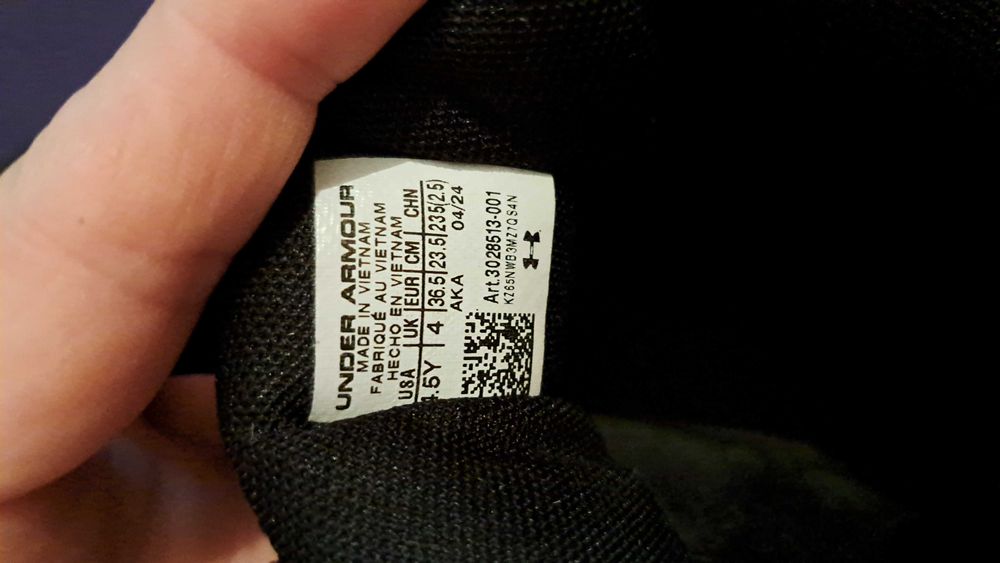 UNDER ARMOUR
MADE IN VIETNAM
FABRIQUÉ AU VIETNAM
HECHO EN VIETNAM
USA | UK | EUR | CM | CHN
4.5Y | 4 | 36.5 | 23.5 | 235(2.5)
AKA 04/24
Art.3028513-001
KZ65NWB3MZ7QS4N